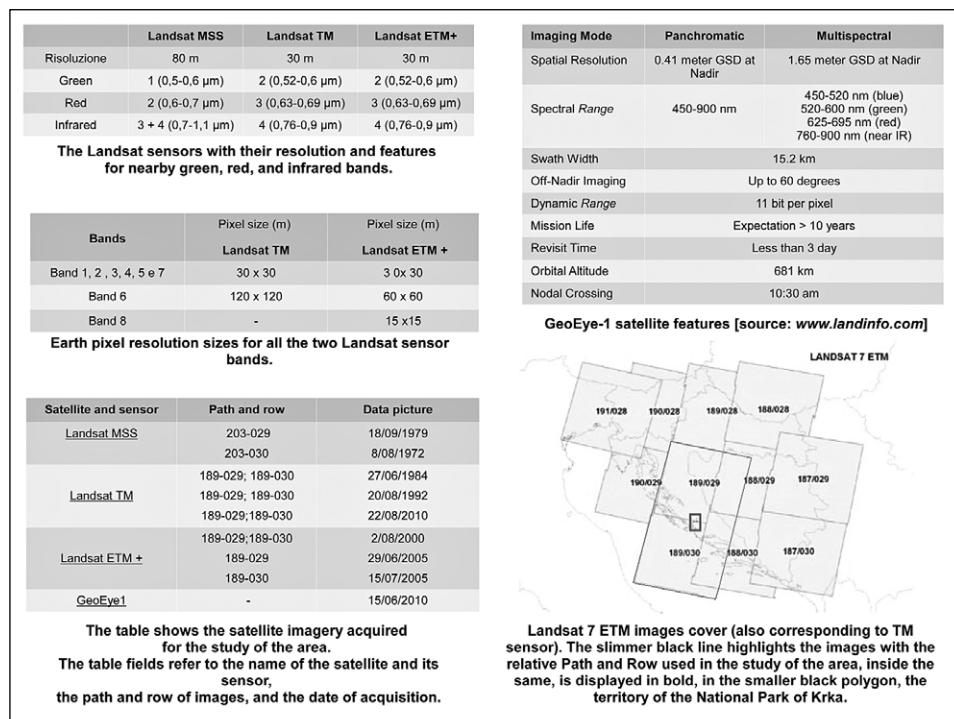 Landsat MSS Landsat TM Landsat ETM+
Risoluzione 80 m 30 m 30 m
Green 1 (0,5-0,6 µm) 2 (0,52-0,6 µm) 2 (0,52-0,6 µm)
Red 2 (0,6-0,7 µm) 3 (0,63-0,69 µm) 3 (0,63-0,69 µm)
Infrared 3 + 4 (0,7-1,1 µm) 4 (0,76-0,9 µm) 4 (0,76-0,9 µm)
The Landsat sensors with their resolution and features
for nearby green, red, and infrared bands.
Bands Pixel size (m) Pixel size (m)
Landsat TM Landsat ETM +
Band 1, 2 , 3, 4, 5 e 7 30 x 30 3 0x 30
Band 6 120 x 120 60 x 60
Band 8 - 15 x15
Earth pixel resolution sizes for all the two Landsat sensor
bands.
Satellite and sensor Path and row Data picture
Landsat MSS 203-029 18/09/1979
203-030 8/08/1972
Landsat TM 189-029; 189-030 27/06/1984
189-029; 189-030 20/08/1992
189-029;189-030 22/08/2010
Landsat ETM + 189-029;189-030 2/08/2000
189-029 29/06/2005
189-030 15/07/2005
GeoEye1 - 15/06/2010
The table shows the satellite imagery acquired
for the study of the area.
The table fields refer to the name of the satellite and its
sensor,
the path and row of images, and the date of acquisition.
Imaging Mode Panchromatic Multispectral
Spatial Resolution 0.41 meter GSD at
Nadir 1.65 meter GSD at Nadir
Spectral Range 450-900 nm 450-520 nm (blue)
520-600 nm (green)
625-695 nm (red)
760-900 nm (near IR)
Swath Width 15.2 km
Off-Nadir Imaging Up to 60 degrees
Dynamic Range 11 bit per pixel
Mission Life Expectation > 10 years
Revisit Time Less than 3 day
Orbital Altitude 681 km
Nodal Crossing 10:30 am
GeoEye-1 satellite features [source: www.landinfo.com]
LANDSAT 7 ETM
191/028 190/028 189/028 188/028
190/029 189/029 188/029 187/029
189/030 188/030 187/030
Landsat 7 ETM images cover (also corresponding to TM
sensor). The slimmer black line highlights the images with the
relative Path and Row used in the study of the area, inside the
same, is displayed in bold, in the smaller black polygon, the
territory of the National Park of Krka.